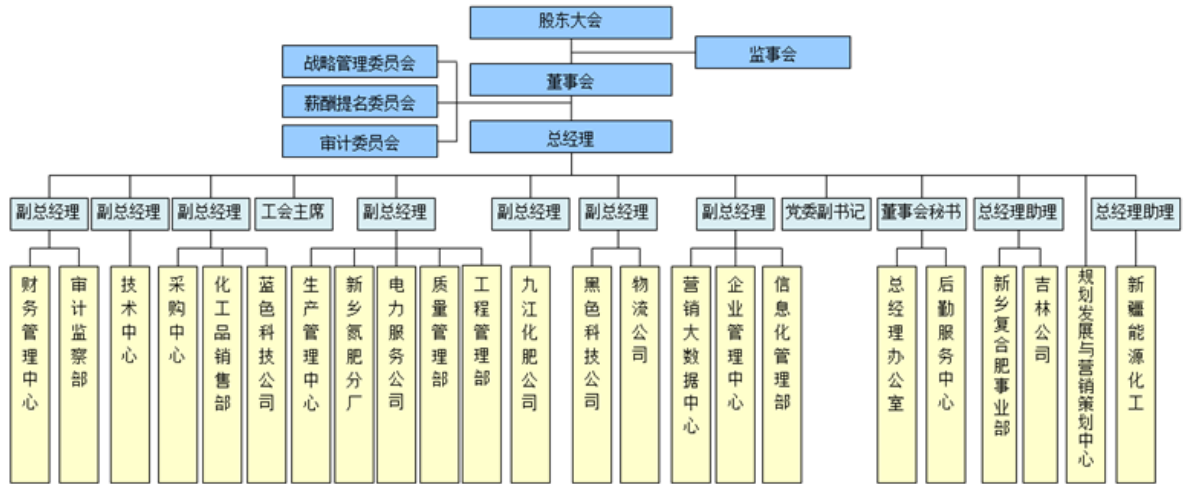 股东大会
监事会
战略管理委员会
董事会
薪酬提名委员会
审计委员会
总经理
副总经理
副总经理
副总经理
工会主席
副总经理
副总经理
副总经理
副总经理
党委副书记
董事会秘书
总经理助理
总经理助理
财务管理中心
审计监察部
技术中心
采购中心
化工品销售部
蓝色科技公司
生产管理中心
新乡氮肥分厂
电力服务公司
质量管理部
工程管理部
九江化肥公司
黑色科技公司
物流公司
营销大数据中心
企业管理中心
信息化管理部
总经理办公室
后勤服务中心
新乡复合肥事业部
吉林公司
规划发展与营销策划中心
新疆能源化工